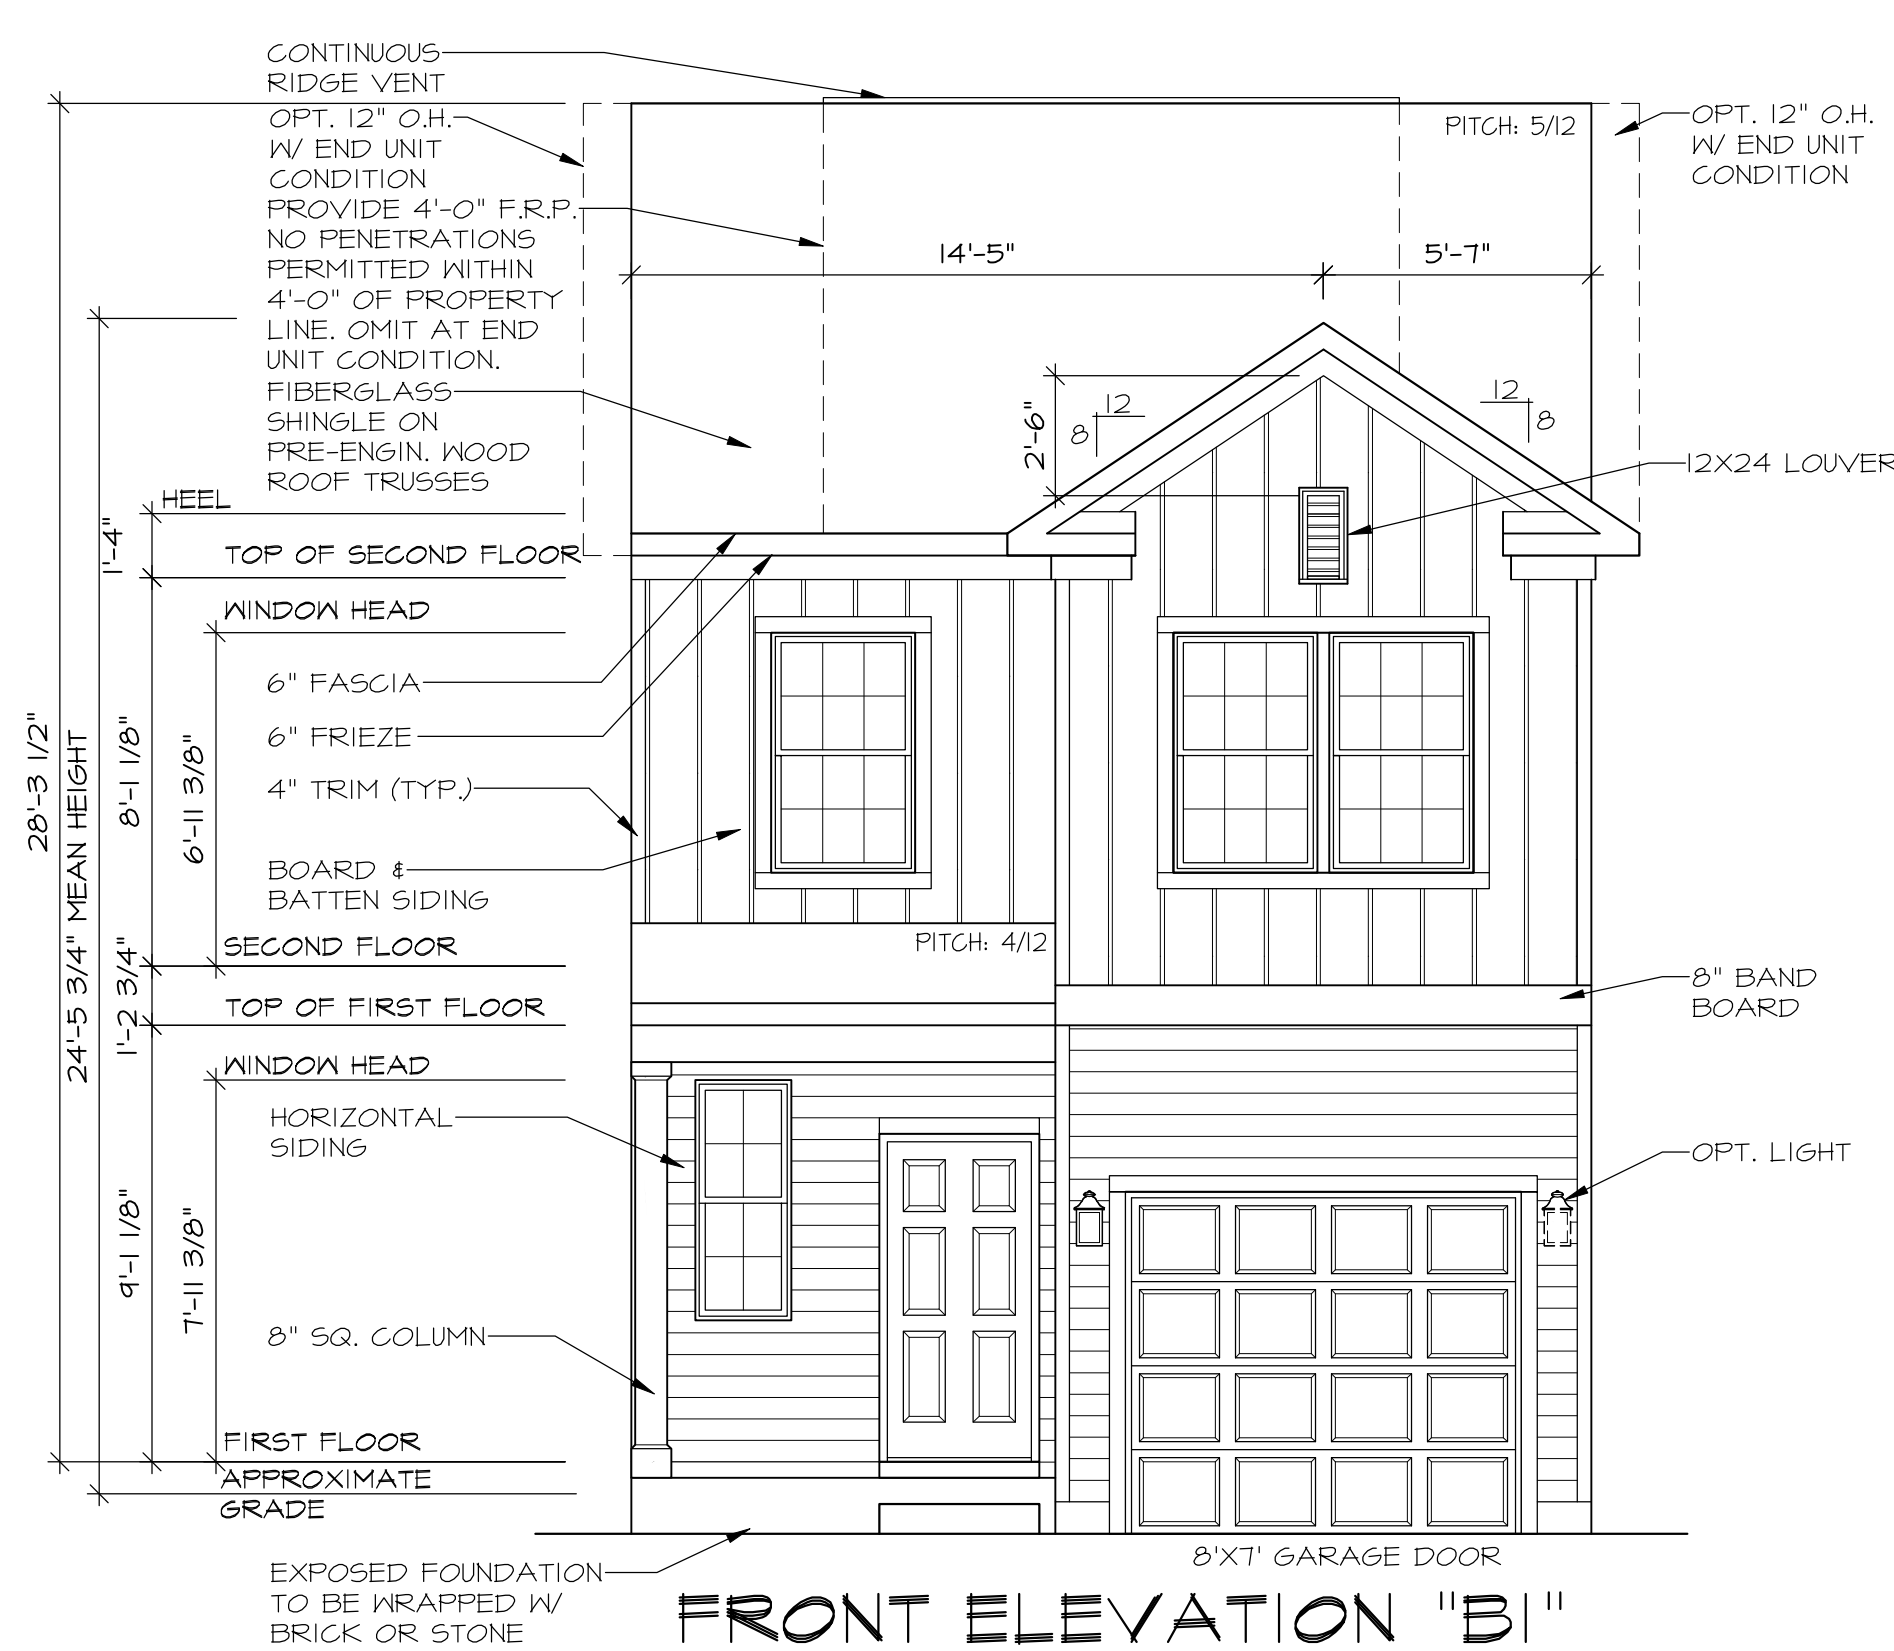 CONTINUOUS
RIDGE VENT
OPT. 12" O.H.
W/ END UNIT
CONDITION
PROVIDE 4'-0" F.R.P.
NO PENETRATIONS
PERMITTED WITHIN
4'-0" OF PROPERTY
LINE. OMIT AT END
UNIT CONDITION.
FIBERGLASS
SHINGLE ON
PRE-ENGIN. WOOD
ROOF TRUSSES
HEEL
1'-4"
TOP OF SECOND FLOOR
WINDOW HEAD
6" FASCIA
6" FRIEZE
4" TRIM (TYP.)
BOARD &
BATTEN SIDING
28'-3 1/2"
24'-5 3/4" MEAN HEIGHT
8'-1 1/8"
6'-11 3/8"
SECOND FLOOR
1'-2 3/4"
TOP OF FIRST FLOOR
WINDOW HEAD
HORIZONTAL
SIDING
9'-1 1/8"
7'-11 3/8"
8" SQ. COLUMN
FIRST FLOOR
APPROXIMATE
GRADE
EXPOSED FOUNDATION
TO BE WRAPPED W/
BRICK OR STONE
PITCH: 5/12
14'-5"
5'-7"
2'-6"
12
8
12
8
PITCH: 4/12
OPT. 12" O.H.
W/ END UNIT
CONDITION
12X24 LOUVER
8" BAND
BOARD
OPT. LIGHT
8'X7' GARAGE DOOR
FRONT ELEVATION "B1"